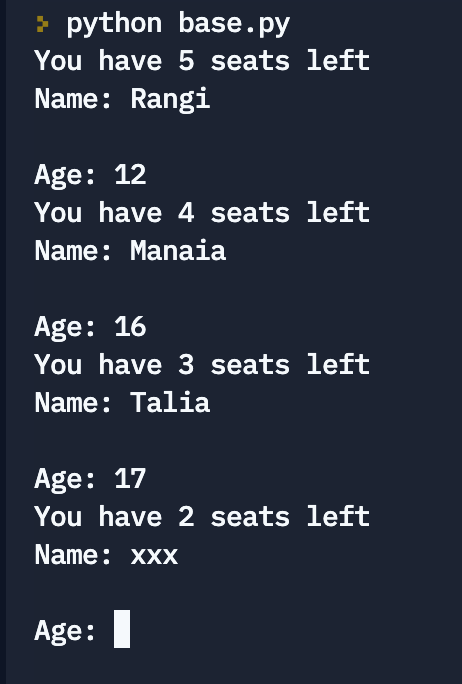 python base.py
You have 5 seats left
Name: Rangi
Age: 12
You have 4 seats left
Name: Manaia
Age: 16
You have 3 seats left
Name: Talia
Age: 17
You have 2 seats left
Name: xxx
Age: